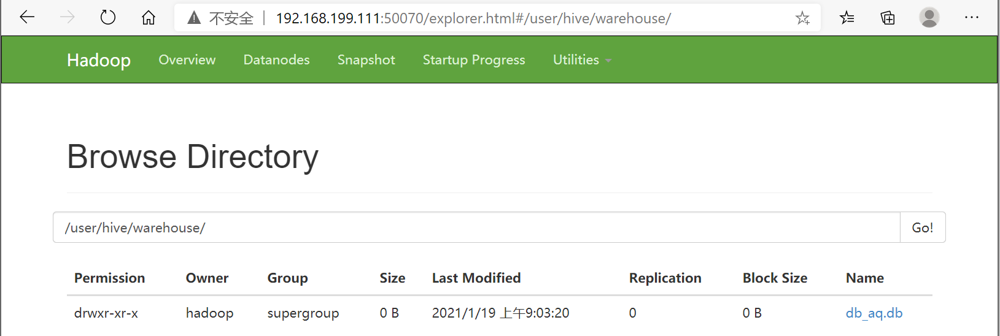 不安全 192.168.199.111:50070/explorer.html#/user/hive/warehouse/
Hadoop Overview Datanodes Snapshot Startup Progress Utilities
Browse Directory
/user/hive/warehouse/ Go!
Permission Owner Group Size Last Modified Replication Block Size Name
drwxr-xr-x hadoop supergroup 0 B 2021/1/19 上午9:03:20 0 0 B db_aq.db